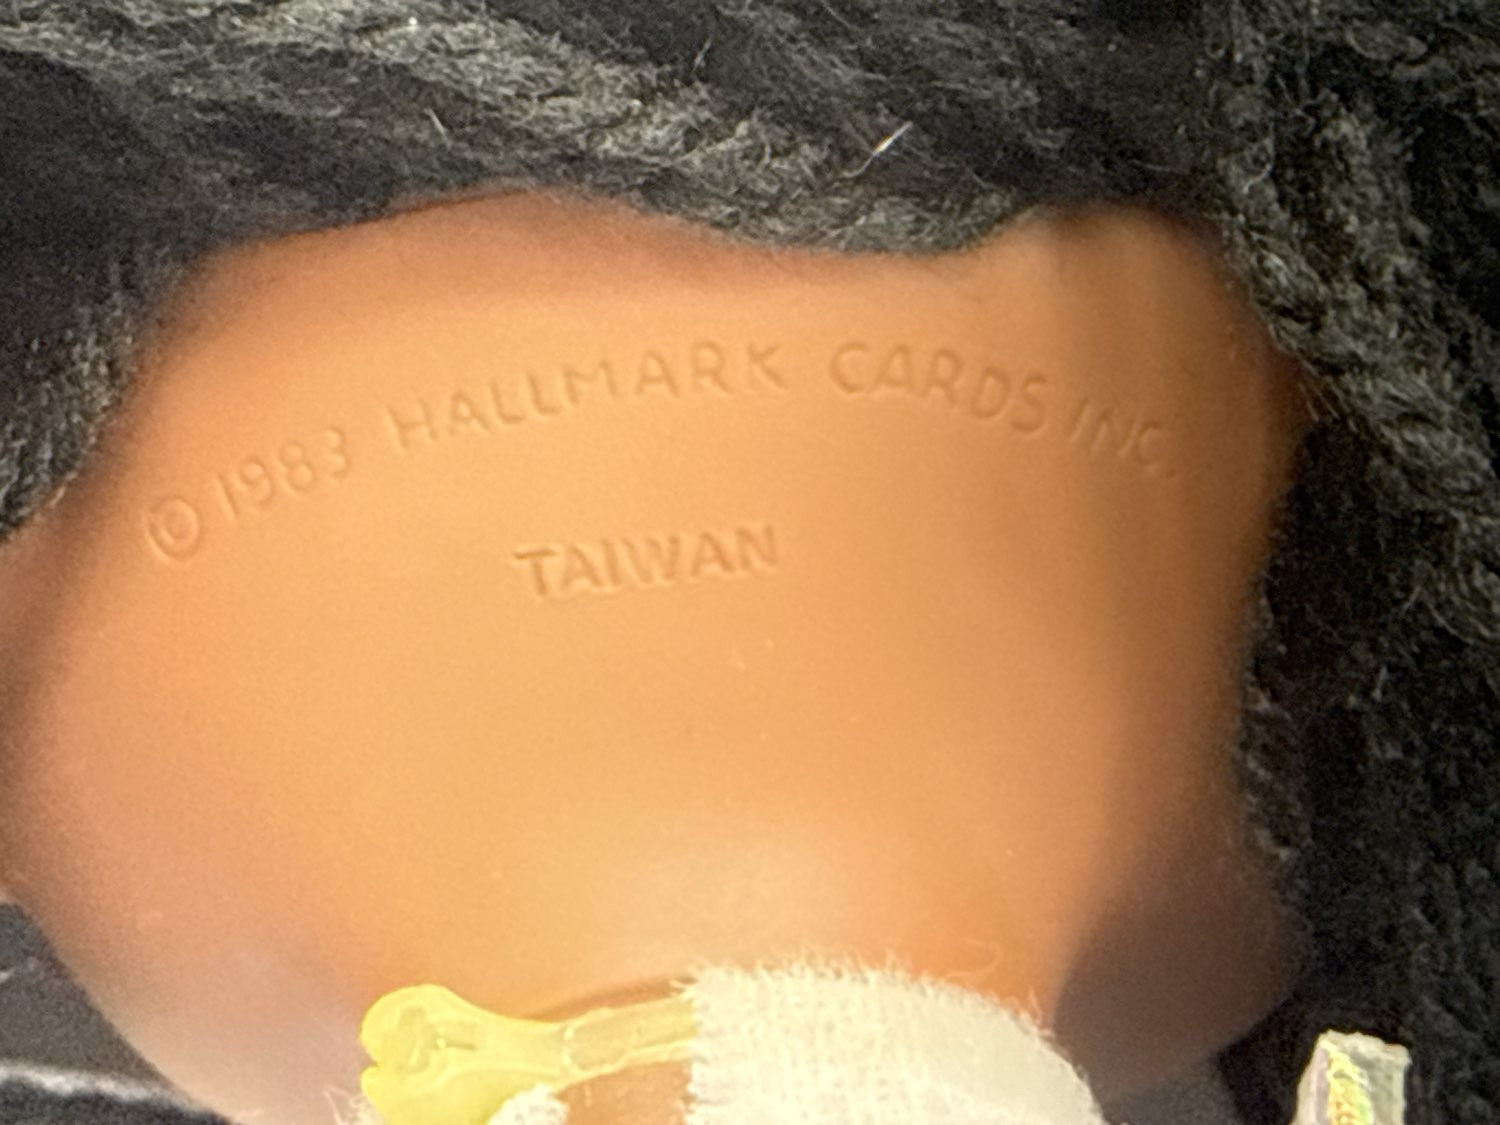 © 1983 HALLMARK CARDS INC.
TAIWAN